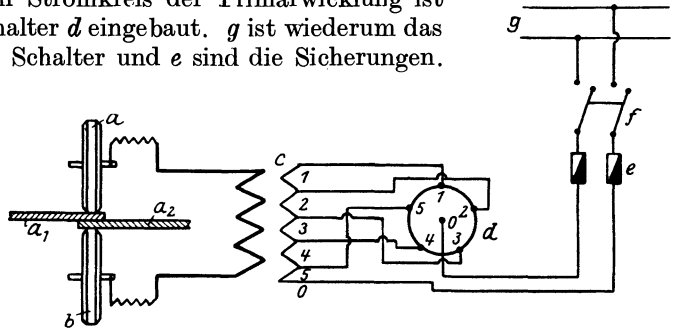 Stromkreis der Primärwicklung ist
halter d eingebaut. g ist wiederum das
Schalter und e sind die Sicherungen.
g
f
e
a
a1
a2
b
c
1
2
3
4
5
0
1
2
3
4
5
0
d